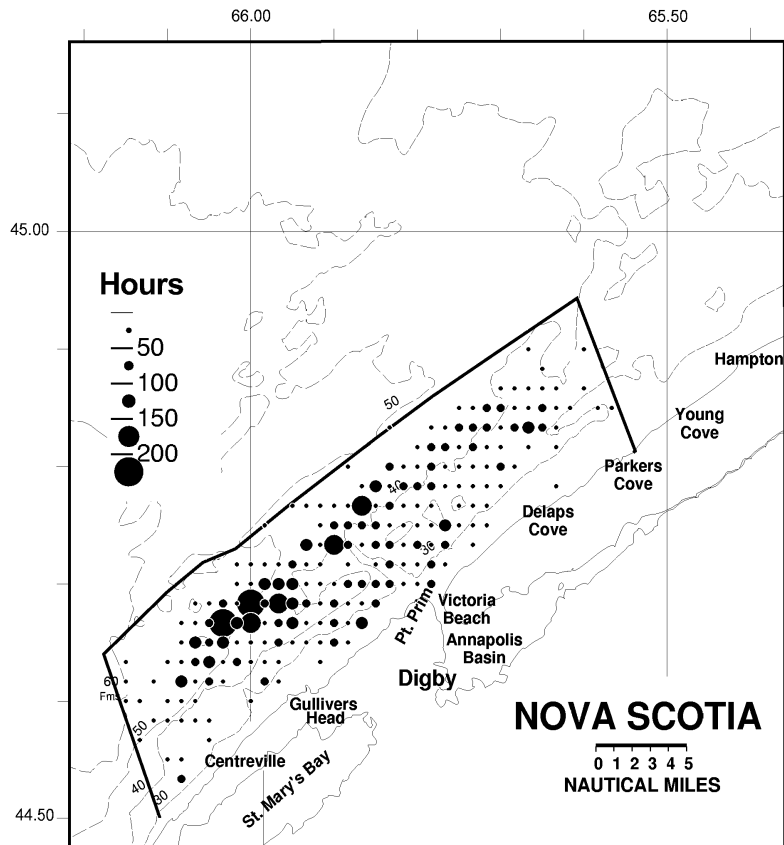 66.00
65.50
45.00
Hours
50
100
150
200
Hampton
50
Young
Cove
Parkers
Cove
40
Delaps
Cove
30
Pt. Prim
Victoria
Beach
Annapolis
Basin
Digby
60
Fms
Gullivers
Head
NOVA SCOTIA
50
Centreville
0 1 2 3 4 5
NAUTICAL MILES
St. Mary's Bay
40
30
44.50